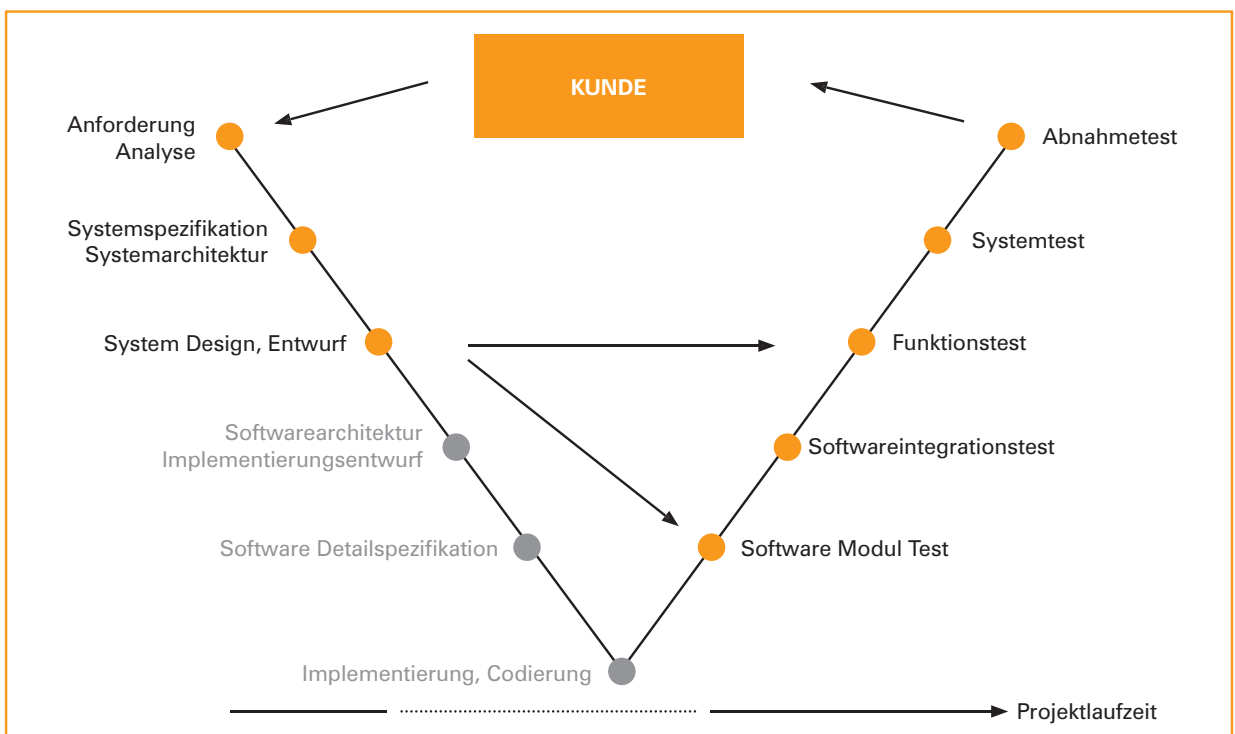 KUNDE
Anforderung
Analyse
Abnahmetest
Systemspezifikation
Systemarchitektur
Systemtest
System Design, Entwurf
Funktionstest
Softwarearchitektur
Implementierungsentwurf
Softwareintegrationstest
Software Detailspezifikation
Software Modul Test
Implementierung, Codierung
Projektlaufzeit